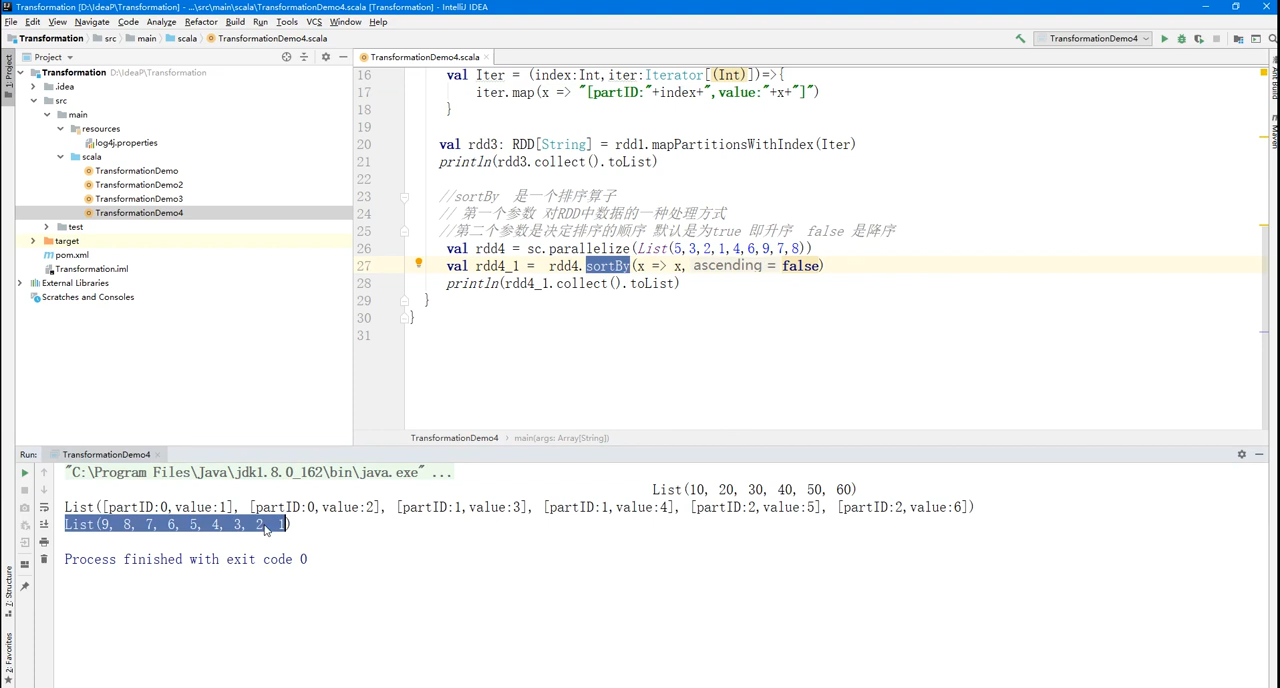 Transformation [D:\IdeaP\Transformation] - ...\src\main\scala\TransformationDemo4.scala [Transformation] - IntelliJ IDEA
File Edit View Navigate Code Analyze Refactor Build Run Tools VCS Window Help
Transformation src main scala TransformationDemo4.scala
TransformationDemo4
1: Project
Project
Transformation D:\IdeaP\Transformation
.idea
src
main
resources
log4j.properties
scala
TransformationDemo
TransformationDemo2
TransformationDemo3
TransformationDemo4
test
target
pom.xml
Transformation.iml
External Libraries
Scratches and Consoles
TransformationDemo4.scala
16 val Iter = (index:Int,iter:Iterator[(Int)])=>{
17 iter.map(x => "[partID:"+index+",value:"+x+"]")
18 }
19
20 val rdd3: RDD[String] = rdd1.mapPartitionsWithIndex(Iter)
21 println(rdd3.collect().toList)
22
23 //sortBy 是一个排序算子
24 // 第一个参数 对RDD中数据的一种处理方式
25 //第二个参数是决定排序的顺序 默认是为true 即升序 false 是降序
26 val rdd4 = sc.parallelize(List(5,3,2,1,4,6,9,7,8))
27 val rdd4_1 = rdd4.sortBy(x => x, ascending = false)
28 println(rdd4_1.collect().toList)
29 }
30 }
31
TransformationDemo4 › main(args: Array[String])
Ant Build
Maven
Run: TransformationDemo4
"C:\Program Files\Java\jdk1.8.0_162\bin\java.exe" ...
List(10, 20, 30, 40, 50, 60)
List([partID:0,value:1], [partID:0,value:2], [partID:1,value:3], [partID:1,value:4], [partID:2,value:5], [partID:2,value:6])
List(9, 8, 7, 6, 5, 4, 3, 2, 1)
Process finished with exit code 0
7: Structure
2: Favorites